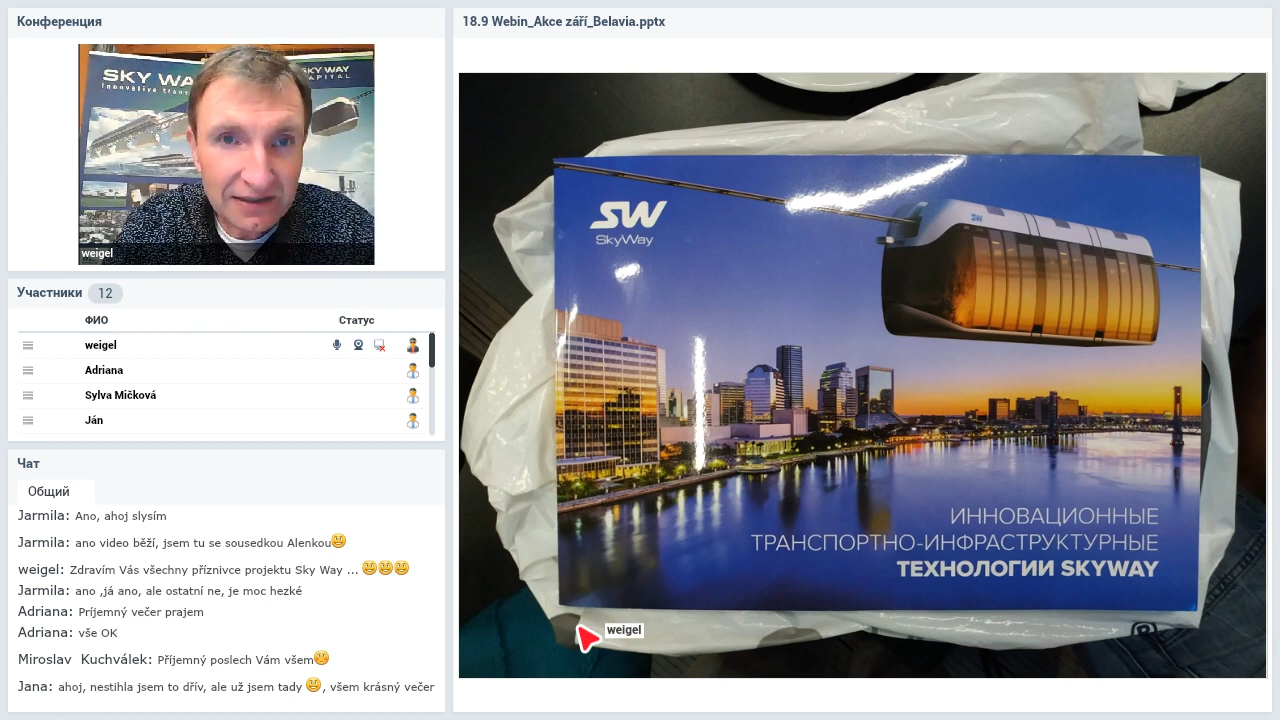 Конференция
SKY WA
Innovative trans
KY WAY
CAPITAL
weigel
Участники 12
ФИО Статус
weigel
Adriana
Sylva Mičková
Ján
Чат
Общий
Jarmila: Ano, ahoj slysím
Jarmila: ano video běží, jsem tu se sousedkou Alenkou
weigel: Zdravím Vás všechny příznivce projektu Sky Way ...
Jarmila: ano ,já ano, ale ostatní ne, je moc hezké
Adriana: Príjemný večer prajem
Adriana: vše OK
Miroslav Kuchválek: Příjemný poslech Vám všem
Jana: ahoj, nestihla jsem to dřív, ale už jsem tady , všem krásný večer
18.9 Webin_Akce září_Belavia.pptx
SW
SkyWay
SW
ИННОВАЦИОННЫЕ
ТРАНСПОРТНО-ИНФРАСТРУКТУРНЫЕ
ТЕХНОЛОГИИ SKYWAY
weigel